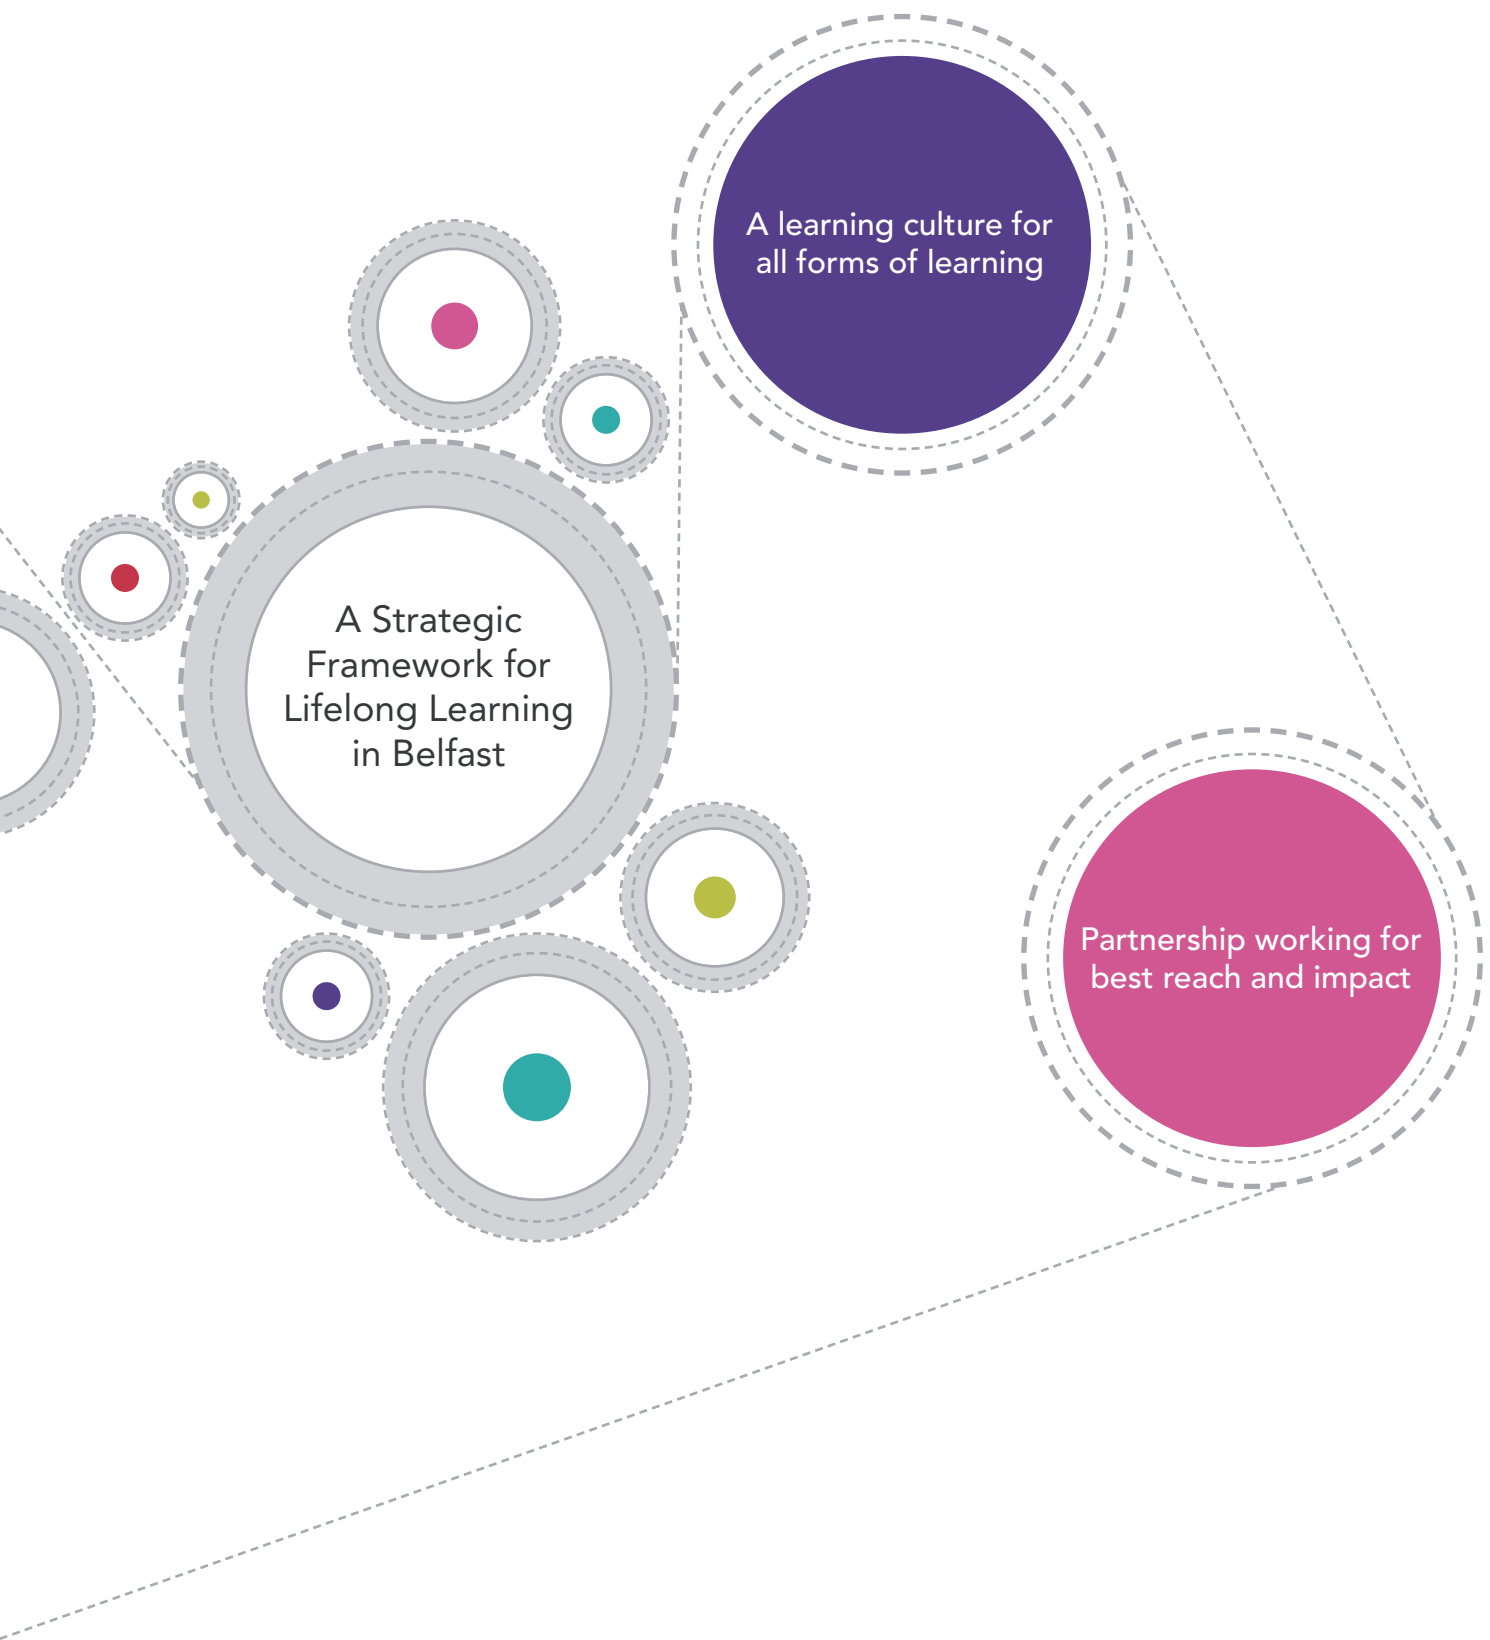 A learning culture for
all forms of learning
A Strategic
Framework for
Lifelong Learning
in Belfast
Partnership working for
best reach and impact